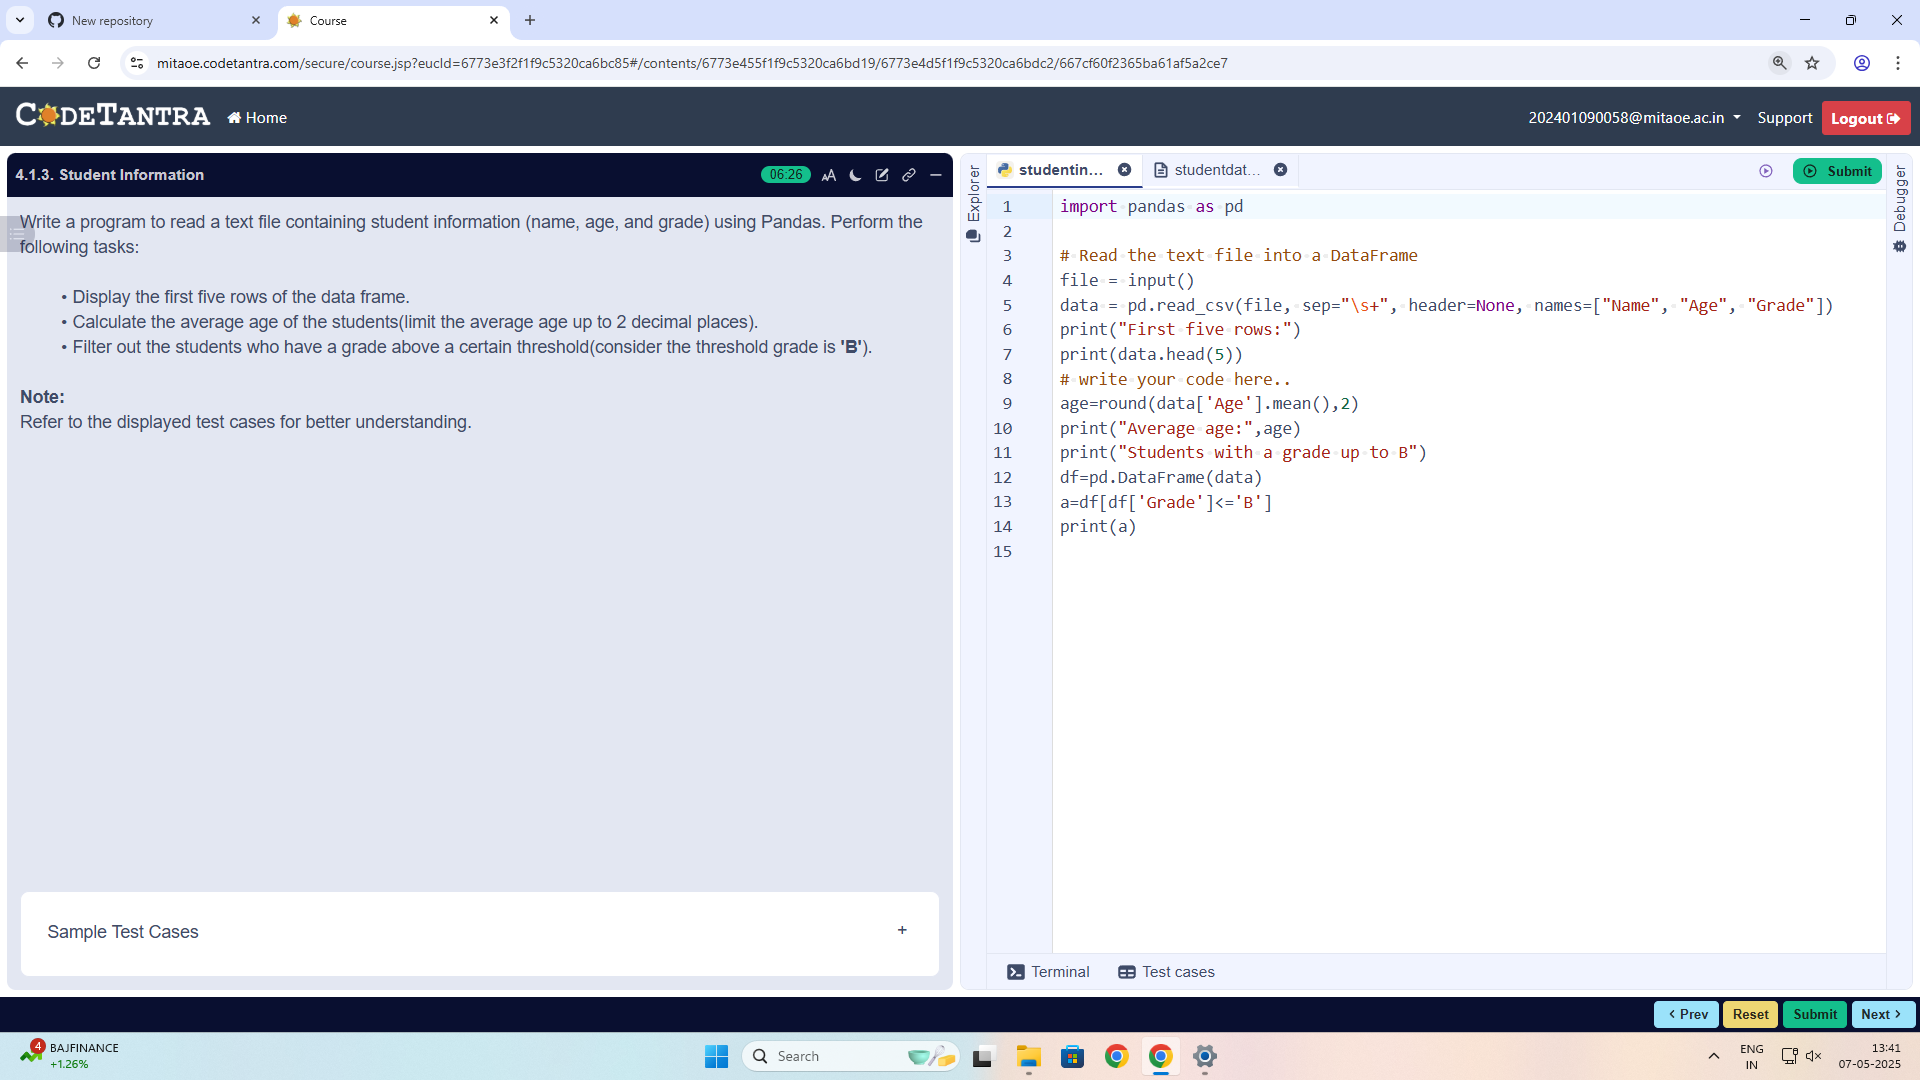 New repository
Course
mitaoe.codetantra.com/secure/course.jsp?eucId=6773e3f2f1f9c5320ca6bc85#/contents/6773e455f1f9c5320ca6bd19/6773e4d5f1f9c5320ca6bdc2/667cf60f2365ba61af5a2ce7
CODETANTRA
Home
202401090058@mitaoe.ac.in
Support
Logout
4.1.3. Student Information
06:26
AA
Write a program to read a text file containing student information (name, age, and grade) using Pandas. Perform the
following tasks:
• Display the first five rows of the data frame.
• Calculate the average age of the students(limit the average age up to 2 decimal places).
• Filter out the students who have a grade above a certain threshold(consider the threshold grade is 'B').
Note:
Refer to the displayed test cases for better understanding.
Sample Test Cases
+
Explorer
studentin...
studentdat...
Submit
Debugger
1 import pandas as pd
2
3 # Read the text file into a DataFrame
4 file = input()
5 data = pd.read_csv(file, sep="\s+", header=None, names=["Name", "Age", "Grade"])
6 print("First five rows:")
7 print(data.head(5))
8 # write your code here..
9 age=round(data['Age'].mean(),2)
10 print("Average age:",age)
11 print("Students with a grade up to B")
12 df=pd.DataFrame(data)
13 a=df[df['Grade']<='B']
14 print(a)
15
Terminal
Test cases
< Prev
Reset
Submit
Next >
4
BAJFINANCE
+1.26%
Search
ENG
IN
13:41
07-05-2025